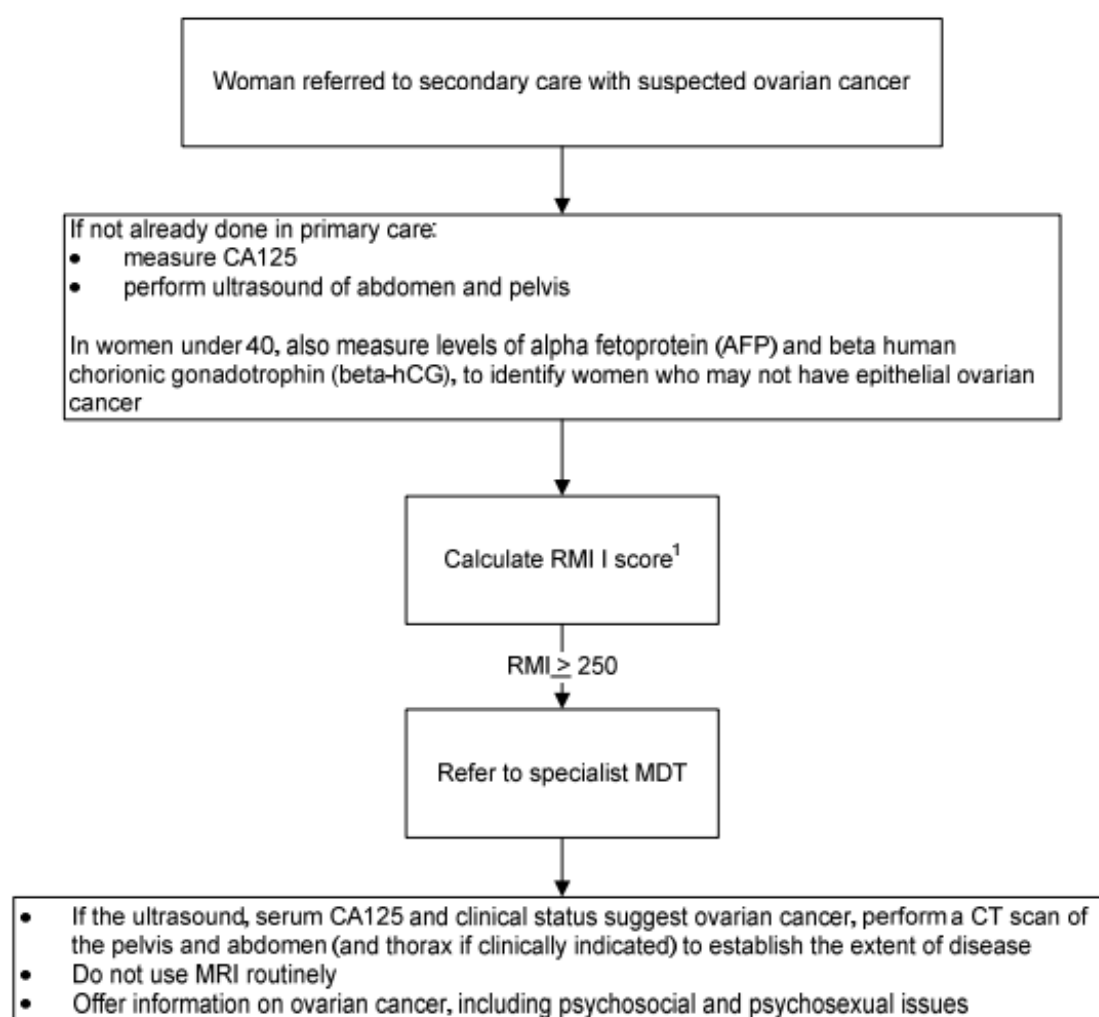 Woman referred to secondary care with suspected ovarian cancer
If not already done in primary care:
• measure CA125
• perform ultrasound of abdomen and pelvis
In women under 40, also measure levels of alpha fetoprotein (AFP) and beta human
chorionic gonadotrophin (beta-hCG), to identify women who may not have epithelial ovarian
cancer
Calculate RMI I score¹
RMI ≥ 250
Refer to specialist MDT
• If the ultrasound, serum CA125 and clinical status suggest ovarian cancer, perform a CT scan of
the pelvis and abdomen (and thorax if clinically indicated) to establish the extent of disease
• Do not use MRI routinely
• Offer information on ovarian cancer, including psychosocial and psychosexual issues